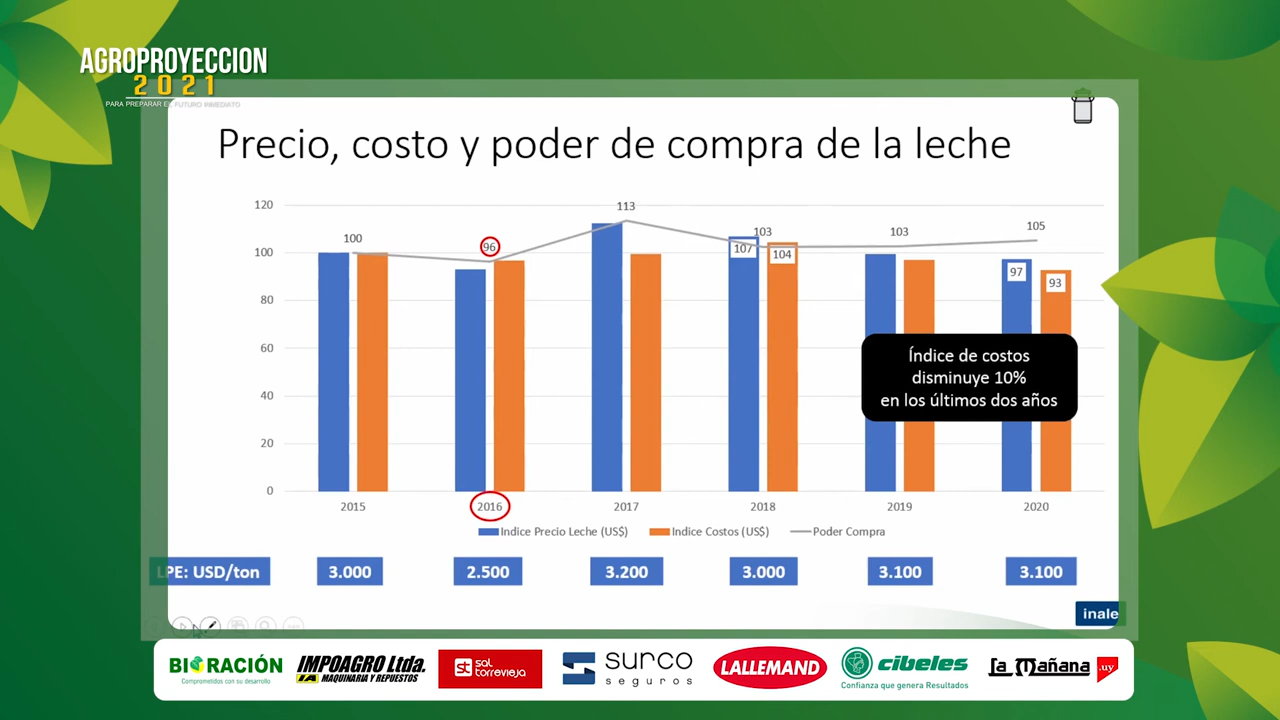 AGROPROYECCION
2021
PARA PREPARAR EL FUTURO INMEDIATO
Precio, costo y poder de compra de la leche
120
100
80
60
40
20
0
100
96
113
103
103
105
107
104
97
93
Índice de costos
disminuye 10%
en los últimos dos años
2015
2016
2017
2018
2019
2020
Indice Precio Leche (US$)
Indice Costos (US$)
Poder Compra
LPE: USD/ton
3.000
2.500
3.200
3.000
3.100
3.100
inale
BIORACIÓN
Comprometidos con su desarrollo
IMPOAGRO Ltda.
IA MAQUINARIA Y REPUESTOS
st sal torrevieja
surco
seguros
LALLEMAND
cibeles
Confianza que genera Resultados
La Mañana .uy